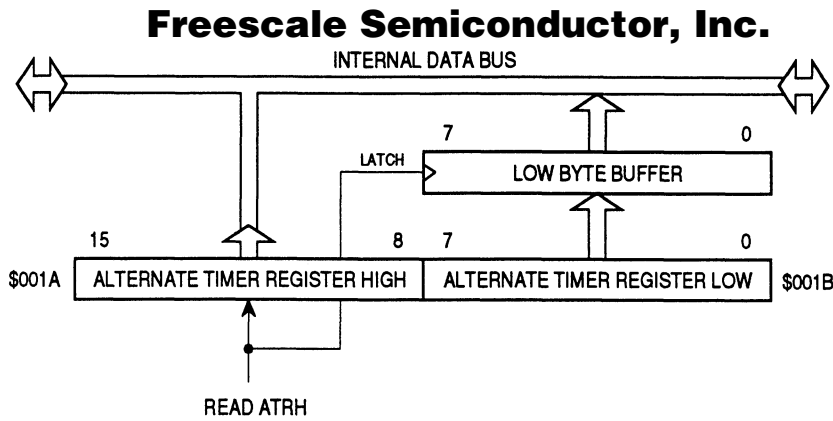 Freescale Semiconductor, Inc.
INTERNAL DATA BUS
7 0
LATCH
LOW BYTE BUFFER
15 8 7 0
$001A ALTERNATE TIMER REGISTER HIGH ALTERNATE TIMER REGISTER LOW $001B
READ ATRH